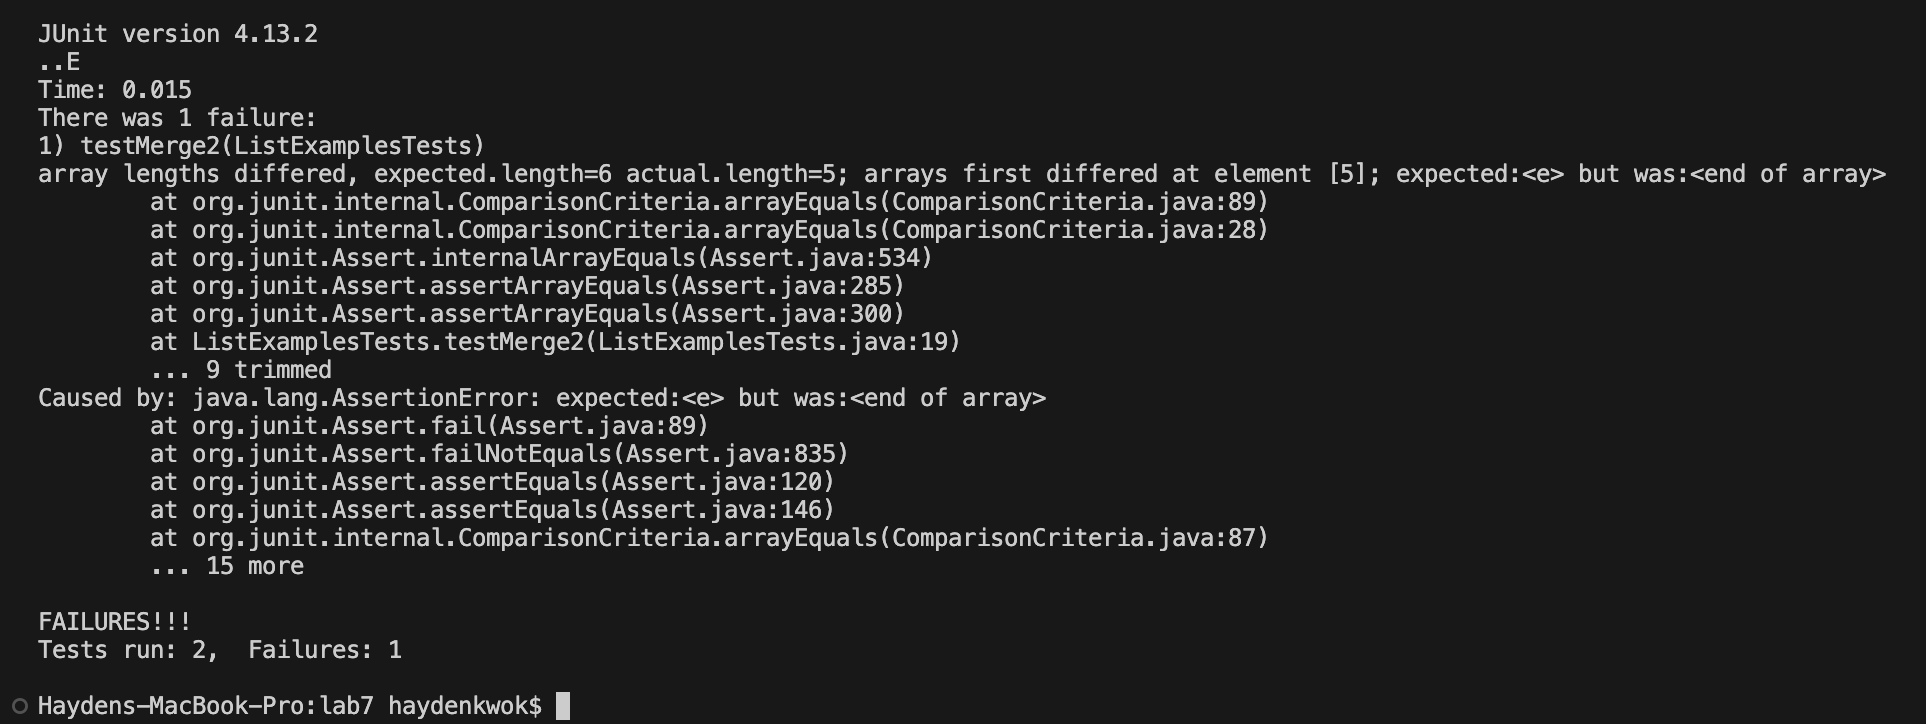 JUnit version 4.13.2
..E
Time: 0.015
There was 1 failure:
1) testMerge2(ListExamplesTests)
array lengths differed, expected.length=6 actual.length=5; arrays first differed at element [5]; expected:<e> but was:<end of array>
        at org.junit.internal.ComparisonCriteria.arrayEquals(ComparisonCriteria.java:89)
        at org.junit.internal.ComparisonCriteria.arrayEquals(ComparisonCriteria.java:28)
        at org.junit.Assert.internalArrayEquals(Assert.java:534)
        at org.junit.Assert.assertArrayEquals(Assert.java:285)
        at org.junit.Assert.assertArrayEquals(Assert.java:300)
        at ListExamplesTests.testMerge2(ListExamplesTests.java:19)
        ... 9 trimmed
Caused by: java.lang.AssertionError: expected:<e> but was:<end of array>
        at org.junit.Assert.fail(Assert.java:89)
        at org.junit.Assert.failNotEquals(Assert.java:835)
        at org.junit.Assert.assertEquals(Assert.java:120)
        at org.junit.Assert.assertEquals(Assert.java:146)
        at org.junit.internal.ComparisonCriteria.arrayEquals(ComparisonCriteria.java:87)
        ... 15 more

FAILURES!!!
Tests run: 2,  Failures: 1

Haydens-MacBook-Pro:lab7 haydenkwok$